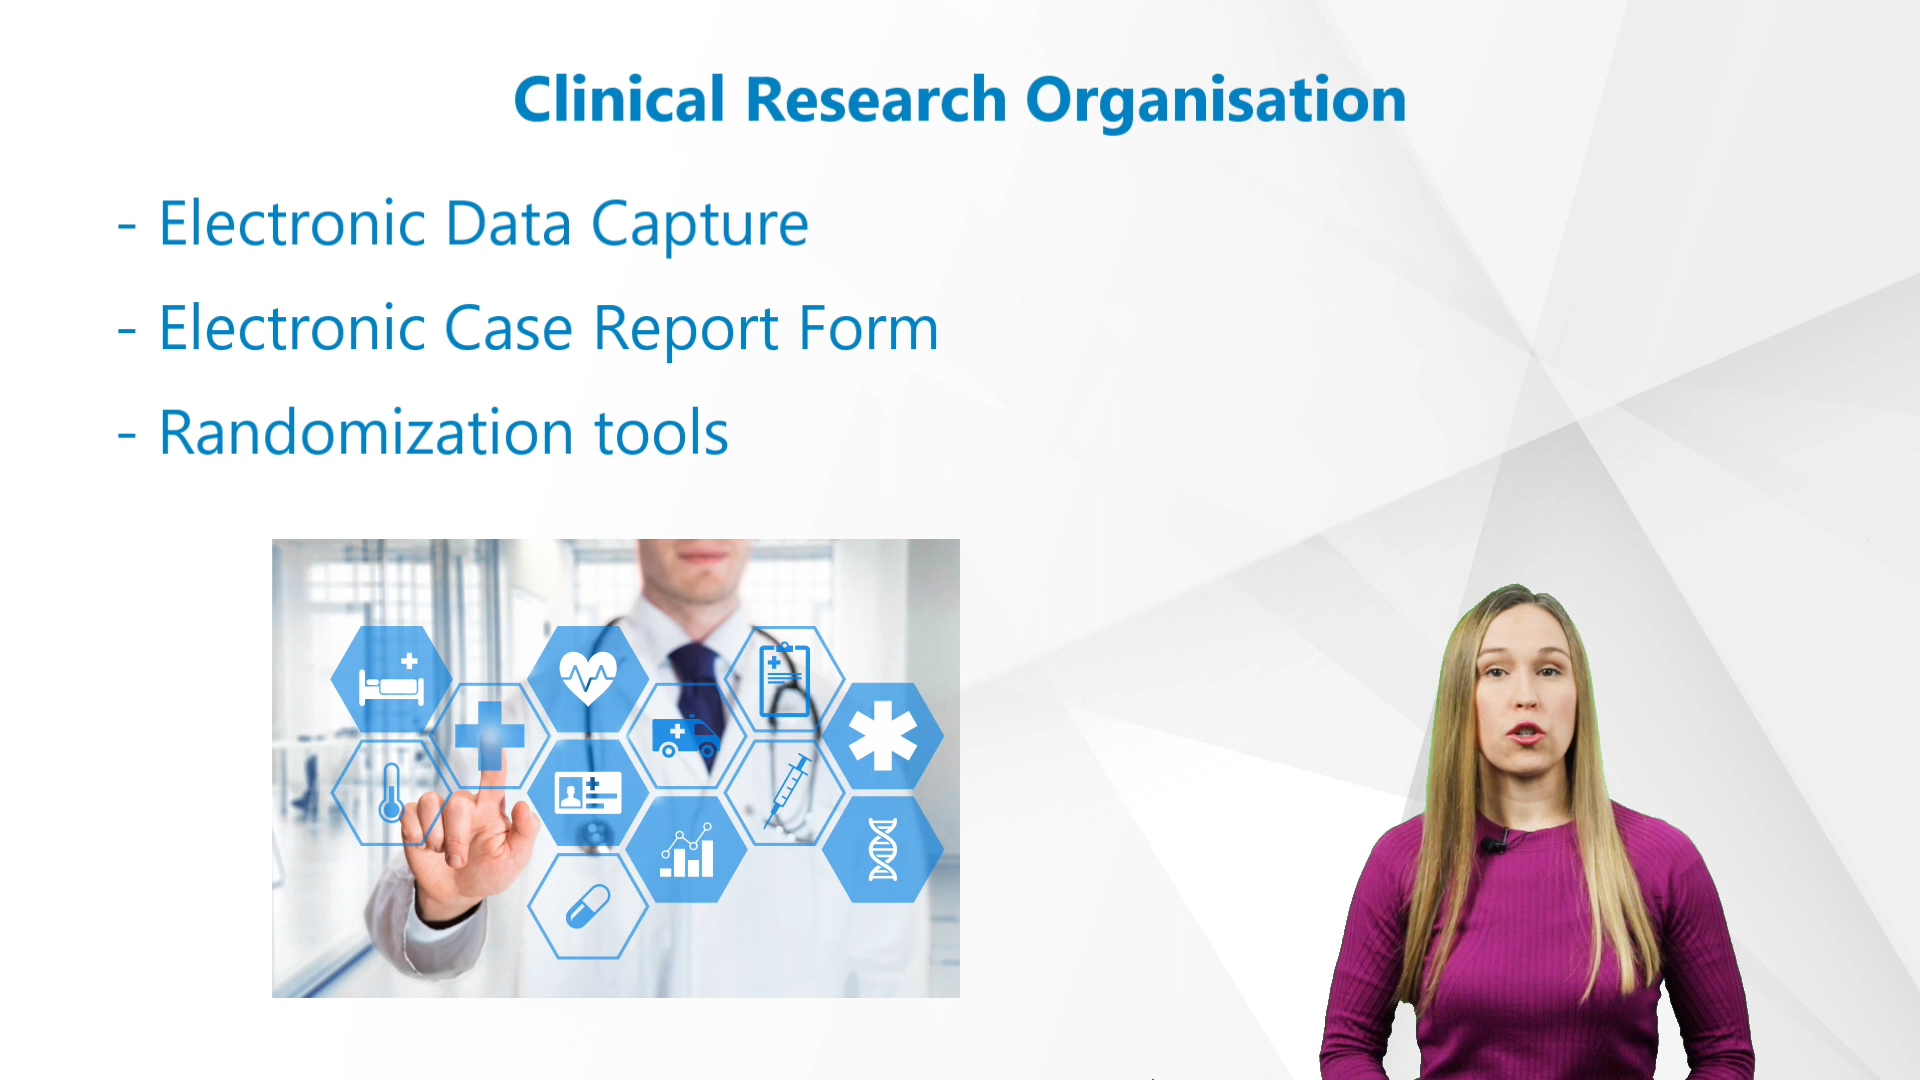 Clinical Research Organisation
- Electronic Data Capture
- Electronic Case Report Form
- Randomization tools